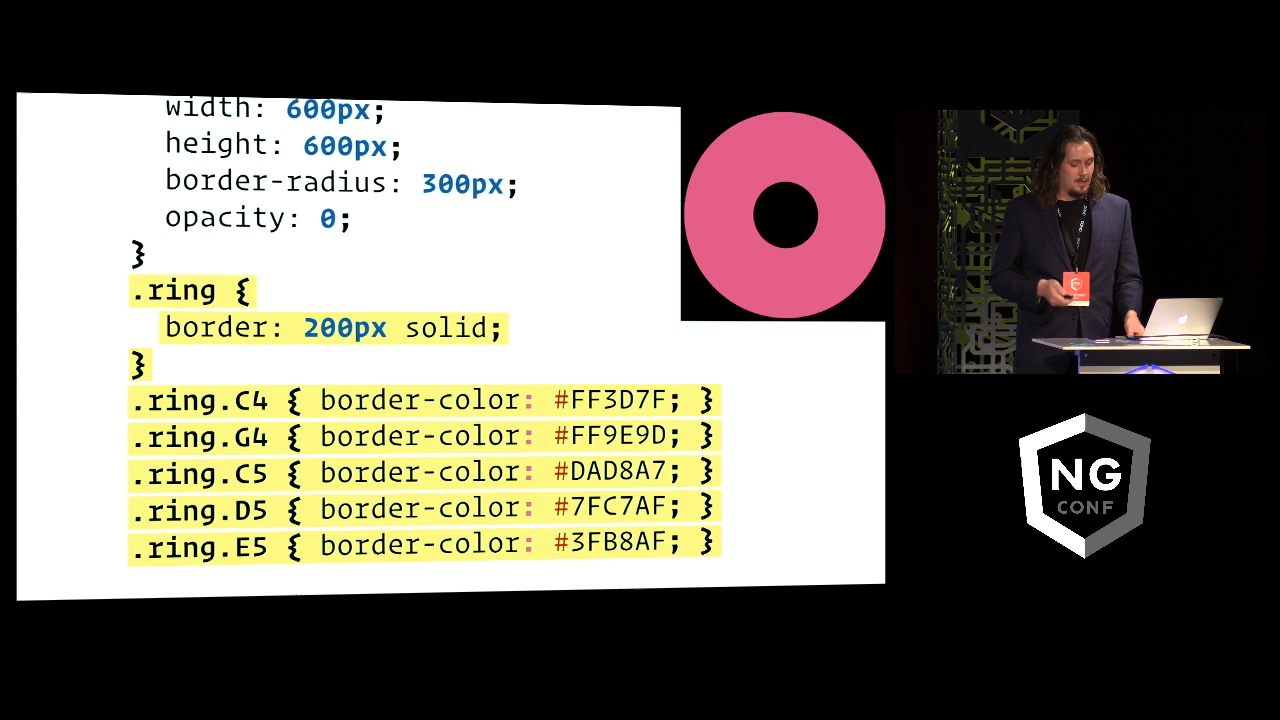 width: 600px;
height: 600px;
border-radius: 300px;
opacity: 0;
}
.ring {
border: 200px solid;
}
.ring.C4 { border-color: #FF3D7F; }
.ring.G4 { border-color: #FF9E9D; }
.ring.C5 { border-color: #DAD8A7; }
.ring.D5 { border-color: #7FC7AF; }
.ring.E5 { border-color: #3FB8AF; }
NG
CONF